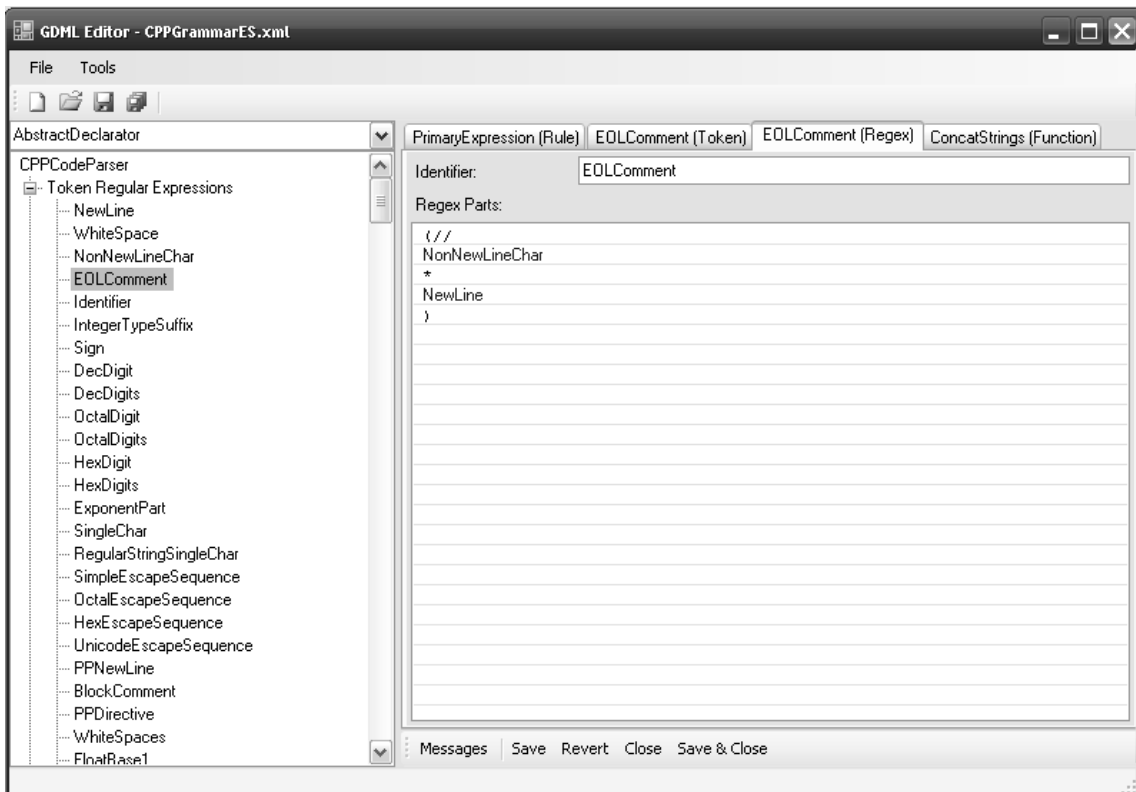 GDML Editor - CPPGrammarES.xml
File Tools
AbstractDeclarator
CPPCodeParser
Token Regular Expressions
NewLine
WhiteSpace
NonNewLineChar
EOLComment
Identifier
IntegerTypeSuffix
Sign
DecDigit
DecDigits
OctalDigit
OctalDigits
HexDigit
HexDigits
ExponentPart
SingleChar
RegularStringSingleChar
SimpleEscapeSequence
OctalEscapeSequence
HexEscapeSequence
UnicodeEscapeSequence
PPNewLine
BlockComment
PPDirective
WhiteSpaces
FloatBase1
PrimaryExpression (Rule) EOLComment (Token) EOLComment (Regex) ConcatStrings (Function)
Identifier: EOLComment
Regex Parts:
(//
NonNewLineChar
*
NewLine
)
Messages Save Revert Close Save & Close